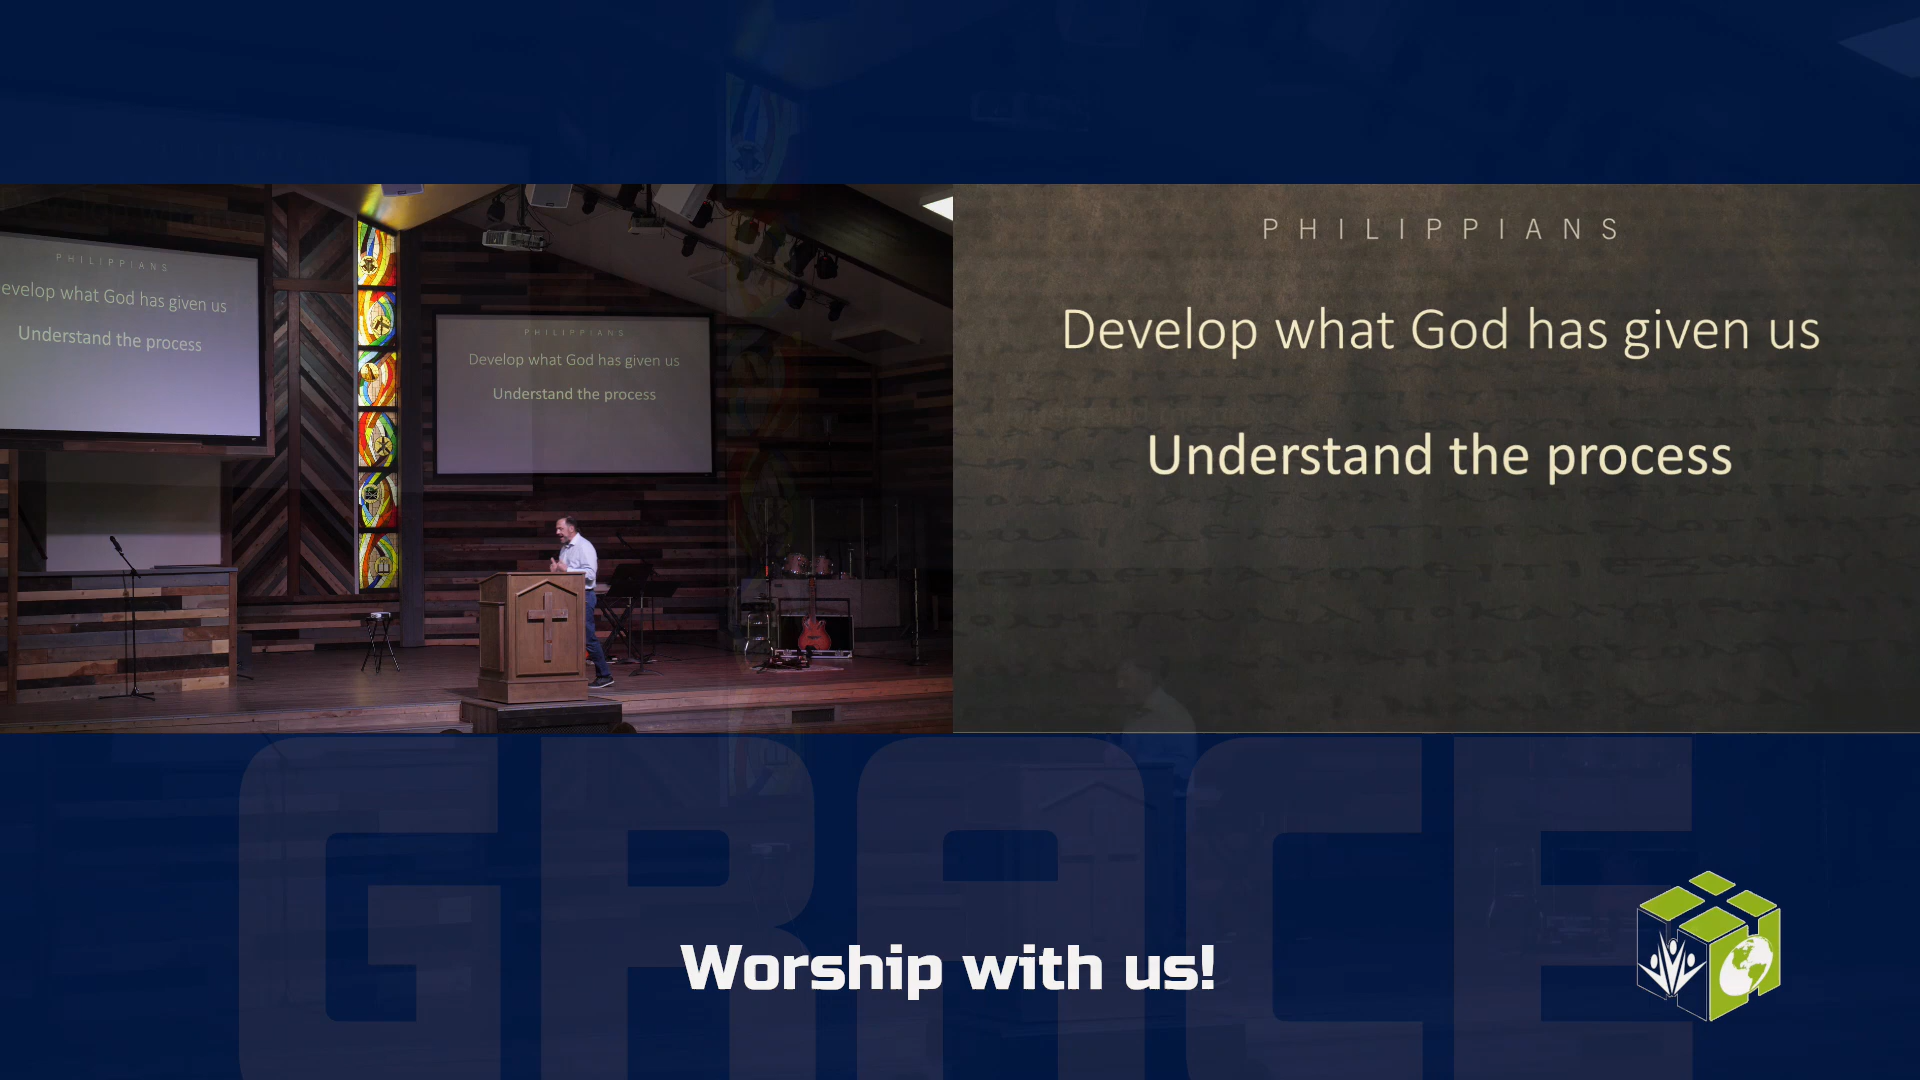 PHILIPPIANS
evelop what God has given us
Understand the process
PHILIPPIANS
Develop what God has given us
Understand the process
PHILIPPIANS
Develop what God has given us
Understand the process
GRACE
Worship with us!